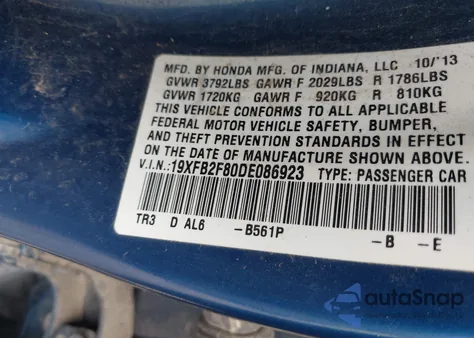 MFD. BY HONDA MFG. OF INDIANA, LLC 10/'13
GVWR 3792LBS GAWR F 2029LBS R 1786LBS
GVWR 1720KG GAWR F 920KG R 810KG
THIS VEHICLE CONFORMS TO ALL APPLICABLE
FEDERAL MOTOR VEHICLE SAFETY, BUMPER,
AND THEFT PREVENTION STANDARDS IN EFFECT
ON THE DATE OF MANUFACTURE SHOWN ABOVE.
V.I.N.: 19XFB2F80DE086923 TYPE: PASSENGER CAR
TR3 D AL6 -B561P -B -E
autoSnap